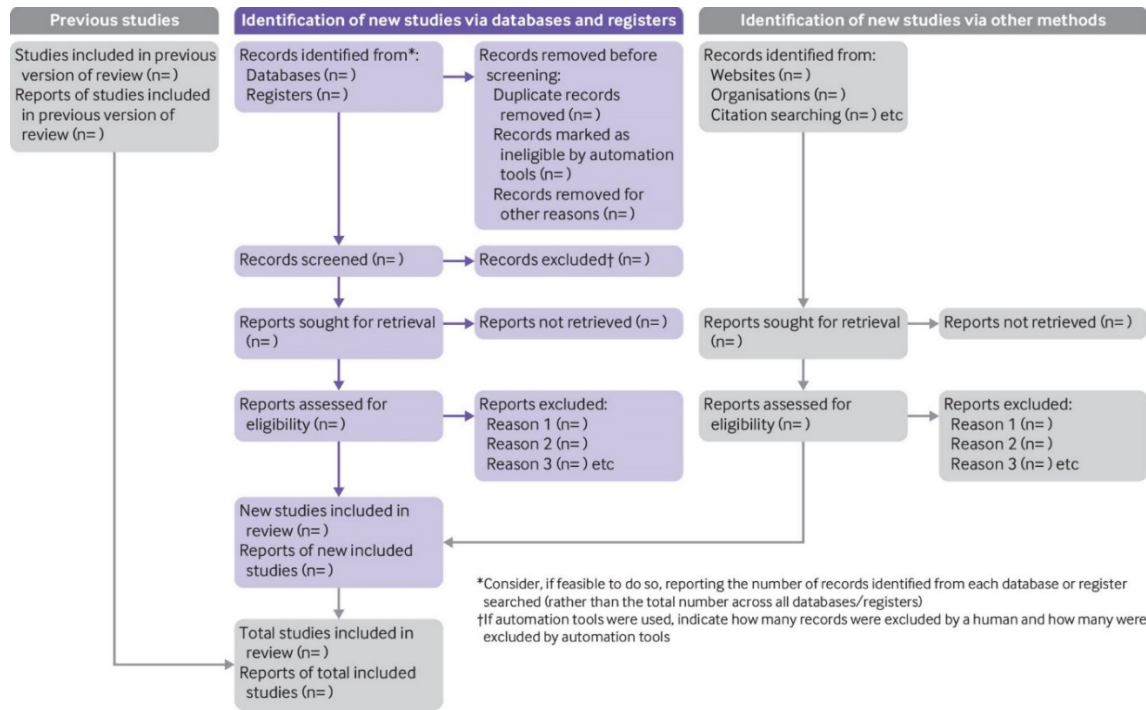 Previous studies
Studies included in previous
version of review (n= )
Reports of studies included
in previous version of
review (n= )
Identification of new studies via databases and registers
Records identified from*:
Databases (n= )
Registers (n= )
Records removed before
screening:
Duplicate records
removed (n= )
Records marked as
ineligible by automation
tools (n= )
Records removed for
other reasons (n= )
Records screened (n= )
Records excluded† (n= )
Reports sought for retrieval
(n= )
Reports not retrieved (n= )
Reports assessed for
eligibility (n= )
Reports excluded:
Reason 1 (n= )
Reason 2 (n= )
Reason 3 (n= ) etc
New studies included in
review (n= )
Reports of new included
studies (n= )
Total studies included in
review (n= )
Reports of total included
studies (n= )
Identification of new studies via other methods
Records identified from:
Websites (n= )
Organisations (n= )
Citation searching (n= ) etc
Reports sought for retrieval
(n= )
Reports not retrieved (n= )
Reports assessed for
eligibility (n= )
Reports excluded:
Reason 1 (n= )
Reason 2 (n= )
Reason 3 (n= ) etc
*Consider, if feasible to do so, reporting the number of records identified from each database or register
searched (rather than the total number across all databases/registers)
†If automation tools were used, indicate how many records were excluded by a human and how many were
excluded by automation tools